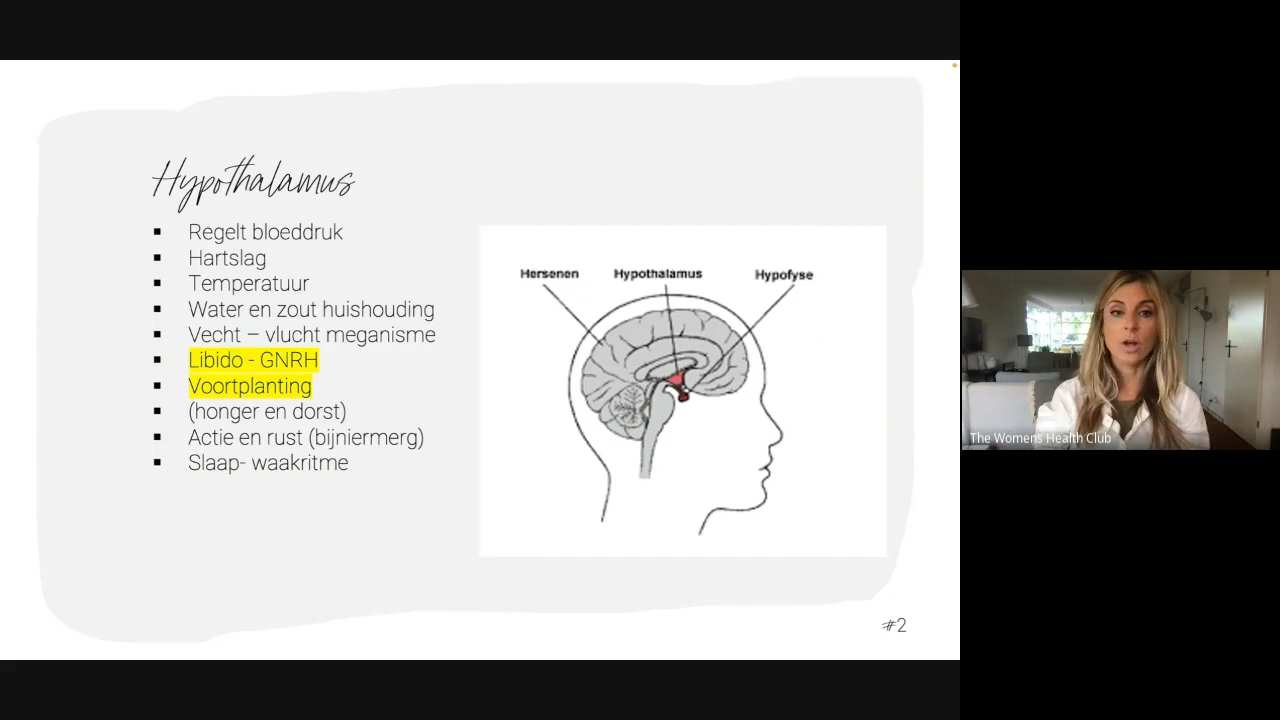 Hypothalamus
Regelt bloeddruk
Hartslag
Temperatuur
Water en zout huishouding
Vecht – vlucht meganisme
Libido - GNRH
Voortplanting
(honger en dorst)
Actie en rust (bijniermerg)
Slaap- waakritme
Hersenen Hypothalamus Hypofyse
#2
The Womens Health Club